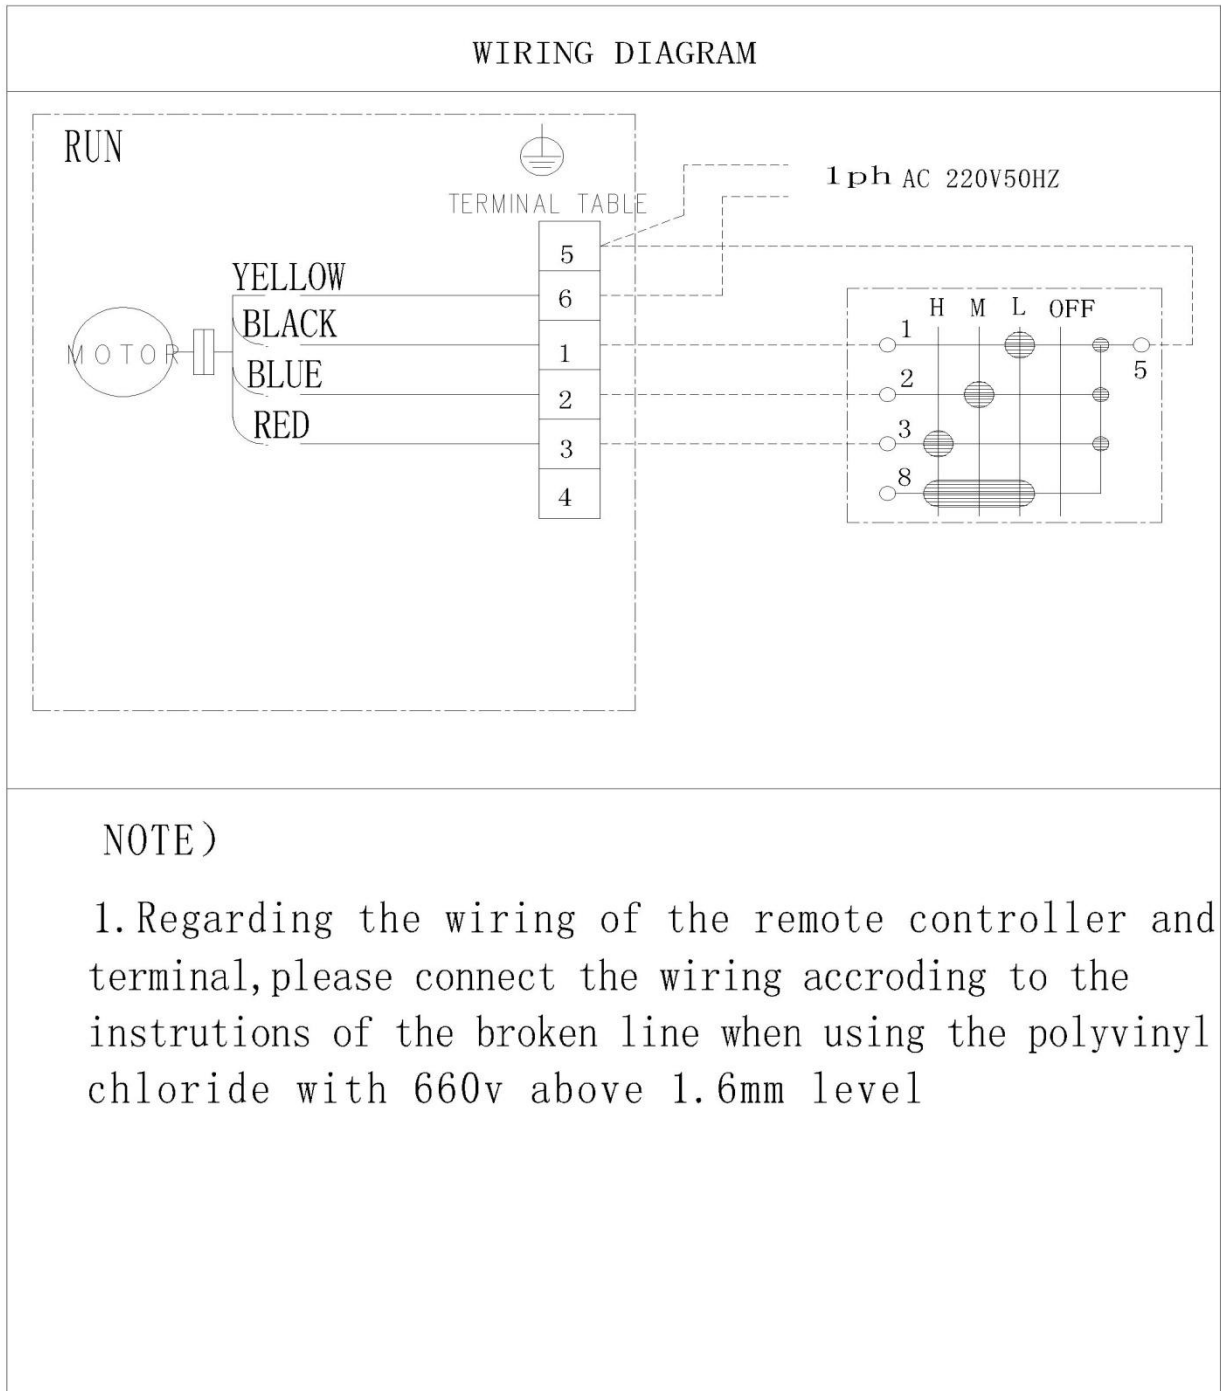 WIRING DIAGRAM
RUN
TERMINAL TABLE
1ph AC 220V50HZ
5
6
1
2
3
4
YELLOW
BLACK
BLUE
RED
MOTOR
H M L OFF
1
2
3
8
5
NOTE)
1.Regarding the wiring of the remote controller and
terminal,please connect the wiring accroding to the
instrutions of the broken line when using the polyvinyl
chloride with 660v above 1.6mm level